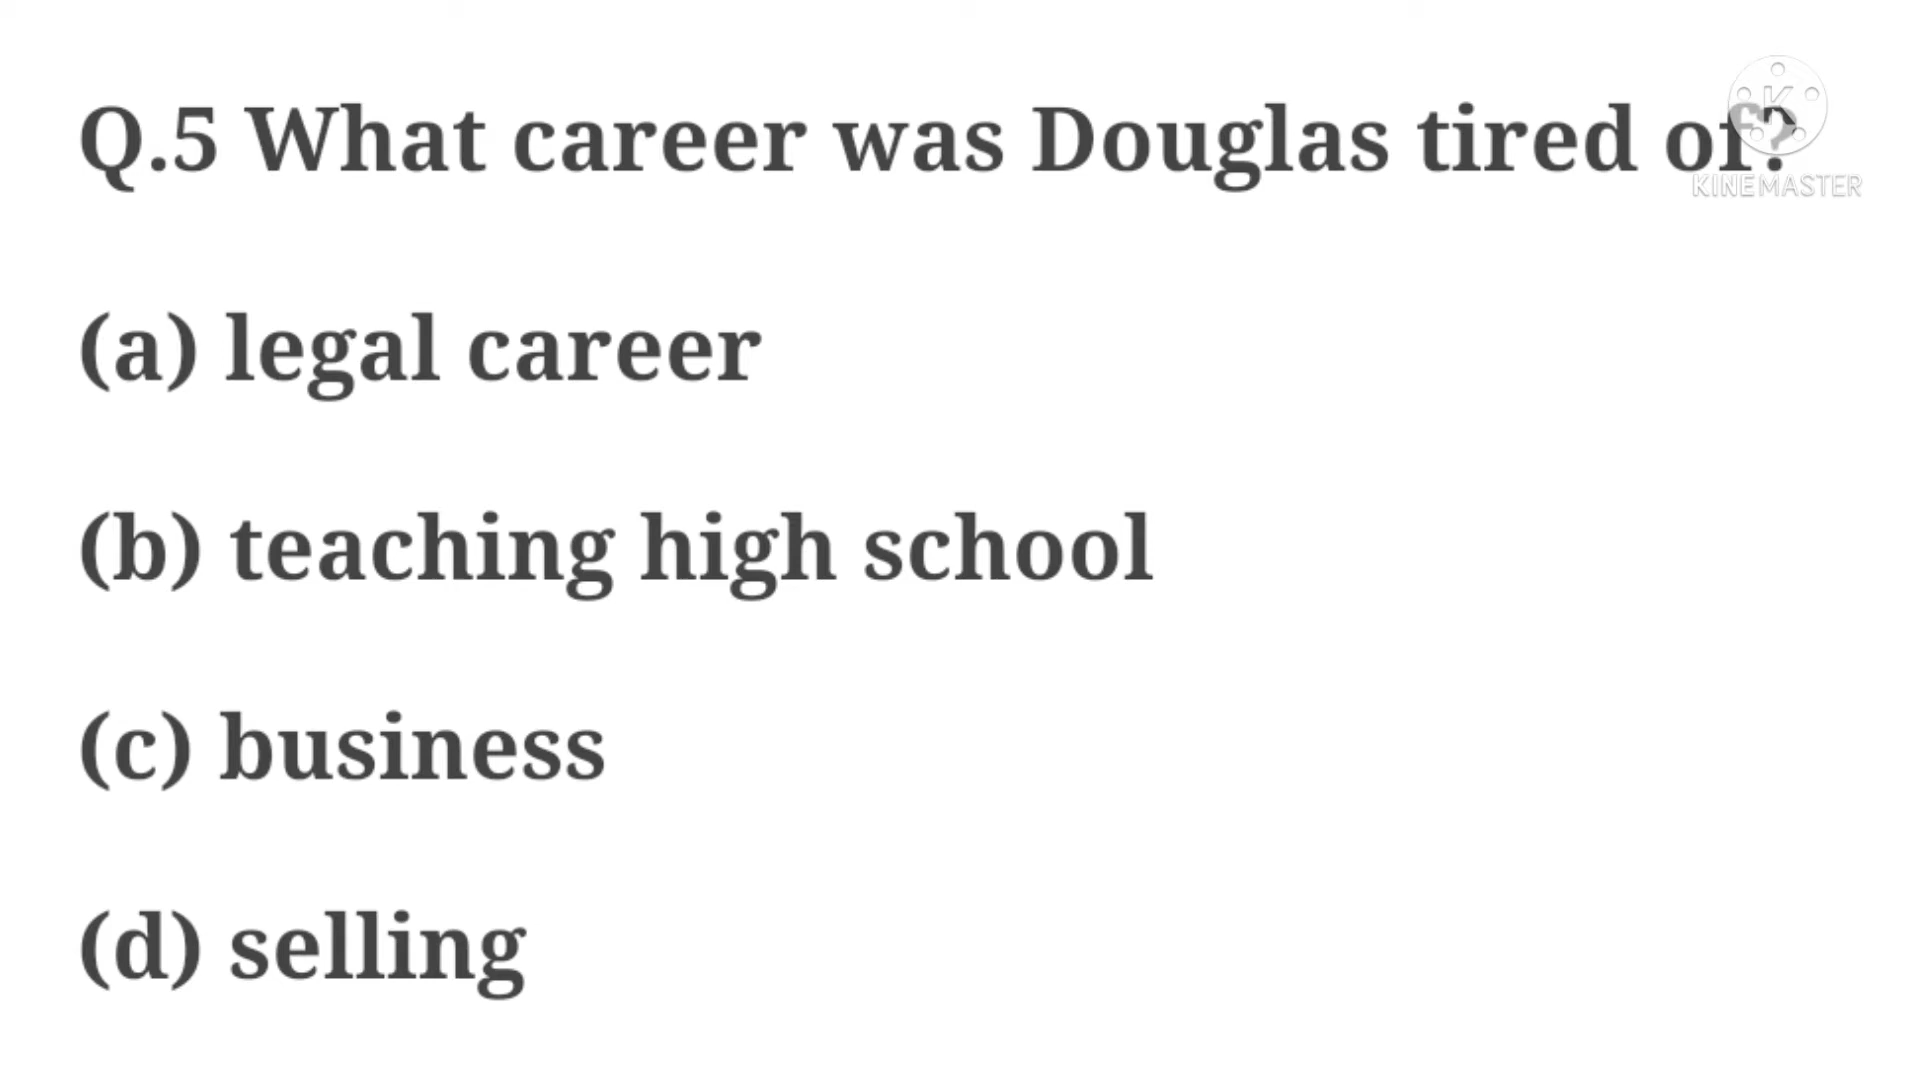 Q.5 What career was Douglas tired of?
KINEMASTER
(a) legal career
(b) teaching high school
(c) business
(d) selling